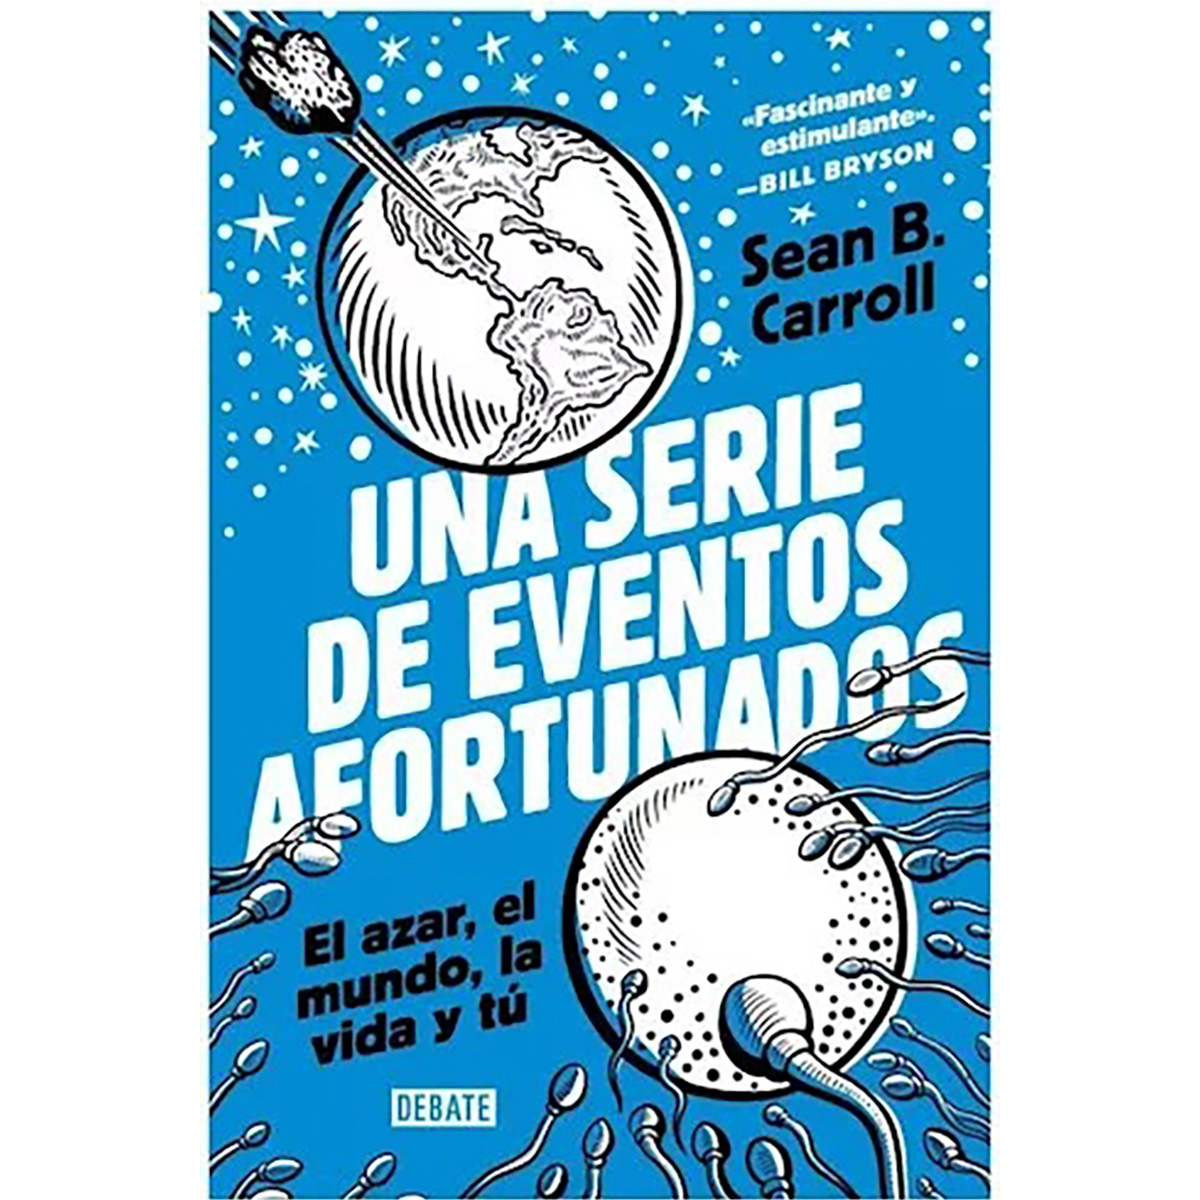 «Fascinante y
estimulante».
—BILL BRYSON
Sean B.
Carroll
UNA SERIE
DE EVENTOS
AFORTUNADOS
El azar, el
mundo, la
vida y tú
DEBATE